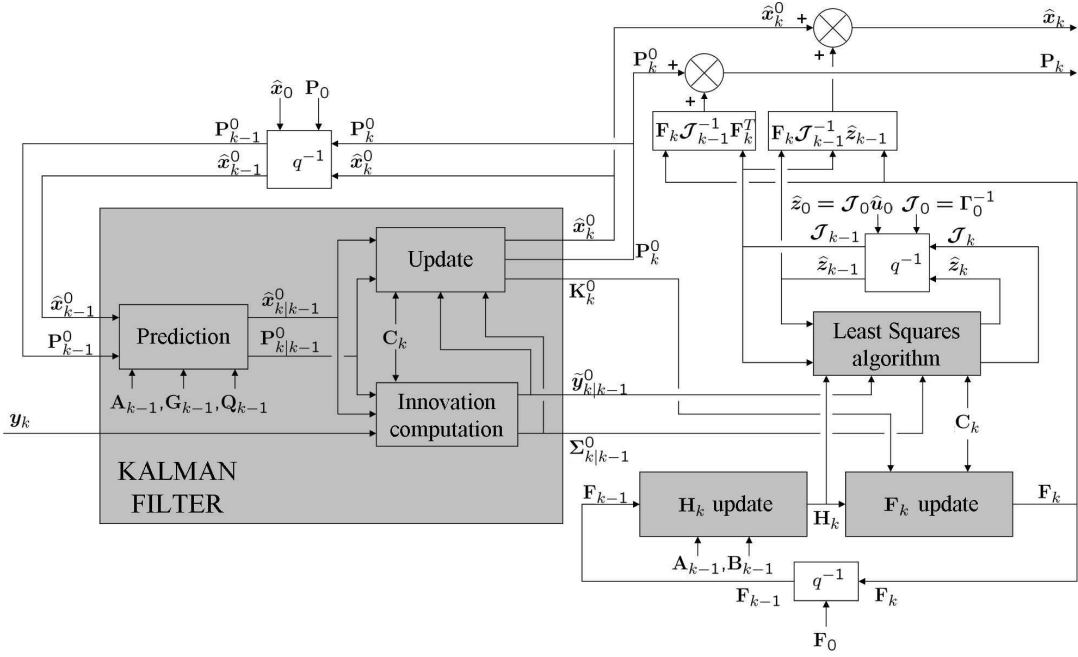 x̂⁰ₖ
x̂ₖ
+
+
P⁰ₖ
+
+
Pₖ
x̂₀ P₀
FₖJ⁻¹ₖ₋₁Fᵀₖ
FₖJ⁻¹ₖ₋₁ẑₖ₋₁
P⁰ₖ₋₁
P⁰ₖ
q⁻¹
x̂⁰ₖ₋₁
x̂⁰ₖ
ẑ₀ = J₀û₀
J₀ = Γ₀⁻¹
x̂⁰ₖ
P⁰ₖ
K⁰ₖ
Update
Jₖ₋₁
Jₖ
q⁻¹
ẑₖ₋₁
ẑₖ
x̂⁰ₖ₋₁
x̂⁰ₖ|ₖ₋₁
Prediction
P⁰ₖ₋₁
P⁰ₖ|ₖ₋₁
Cₖ
Least Squares
algorithm
Aₖ₋₁,Gₖ₋₁,Qₖ₋₁
Innovation
computation
ỹ⁰ₖ|ₖ₋₁
yₖ
Cₖ
Σ⁰ₖ|ₖ₋₁
KALMAN
FILTER
Fₖ₋₁
Hₖ update
Hₖ
Fₖ update
Fₖ
Aₖ₋₁,Bₖ₋₁
q⁻¹
Fₖ₋₁
Fₖ
F₀